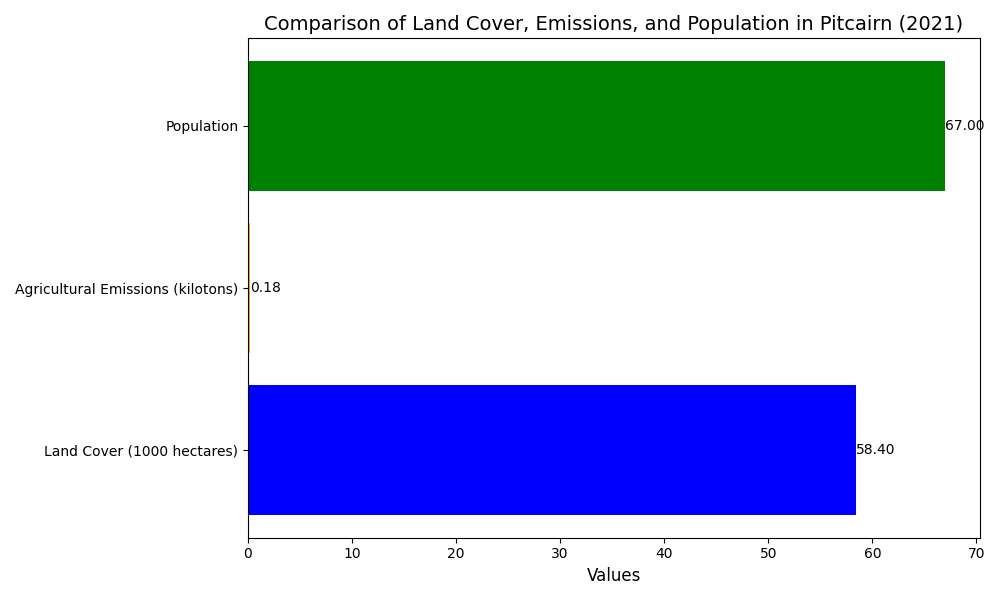 Comparison of Land Cover, Emissions, and Population in Pitcairn (2021)
Population
67.00
Agricultural Emissions (kilotons)
0.18
Land Cover (1000 hectares)
58.40
0 10 20 30 40 50 60 70
Values